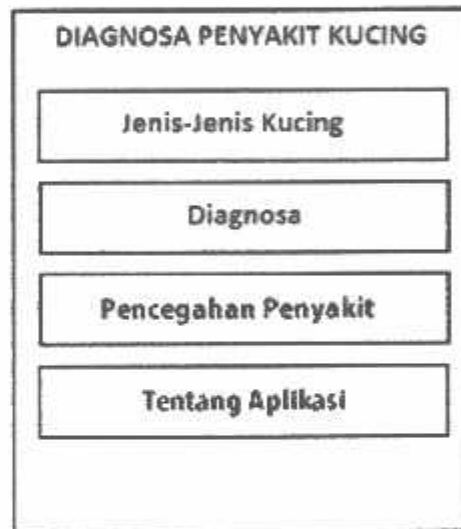 DIAGNOSA PENYAKIT KUCING
Jenis-Jenis Kucing
Diagnosa
Pencegahan Penyakit
Tentang Aplikasi